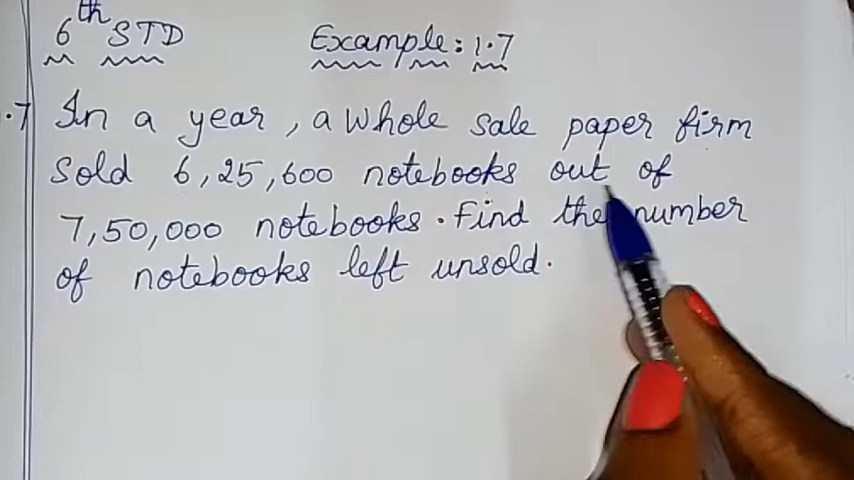 6th STD Example: 1.7
.7 In a year, a whole sale paper firm
sold 6,25,600 notebooks out of
7,50,000 notebooks. Find the number
of notebooks left unsold.